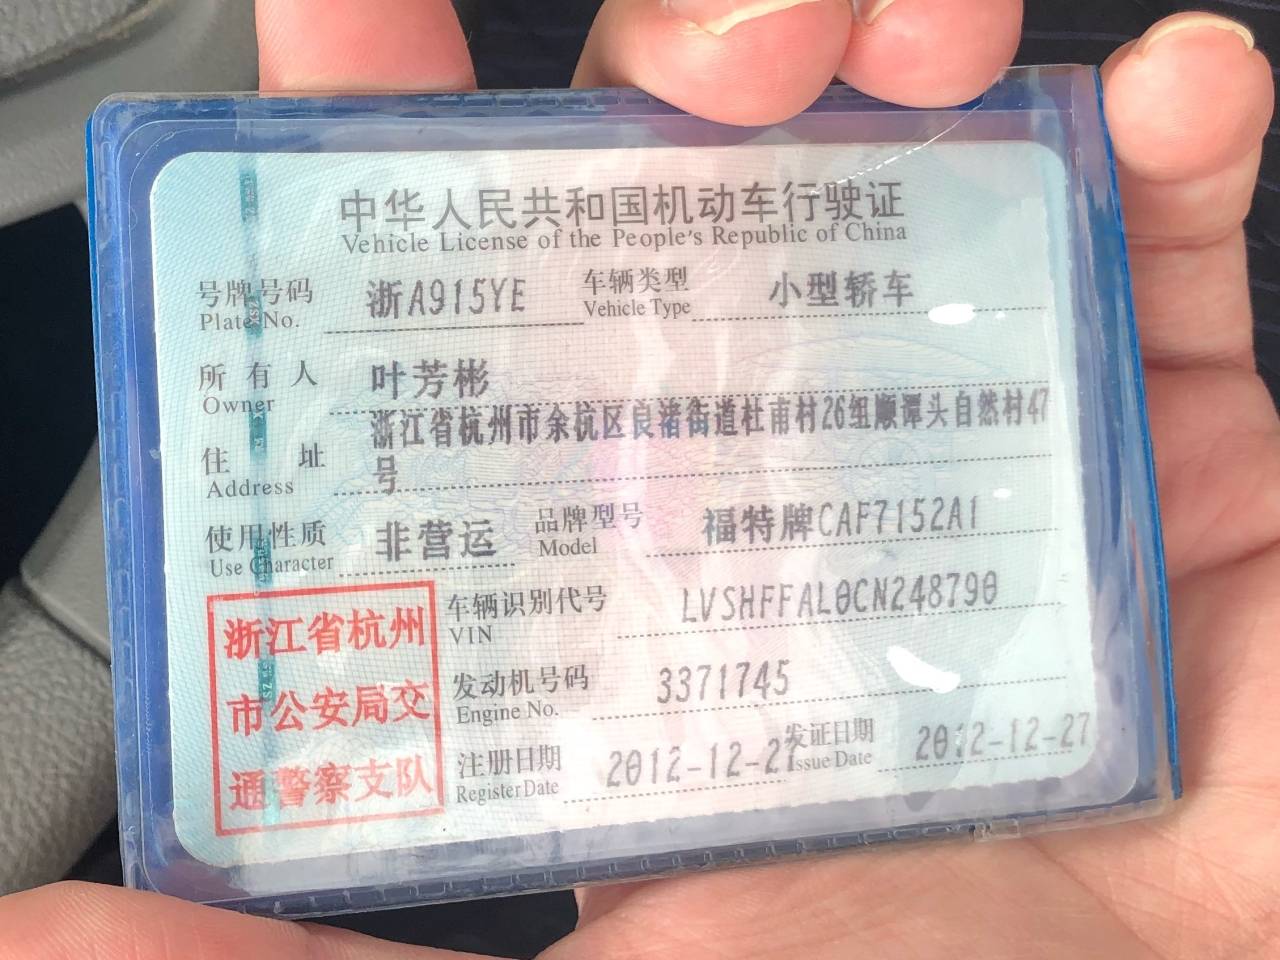 中华人民共和国机动车行驶证
Vehicle License of the People's Republic of China
号牌号码 浙A915YE 车辆类型 小型轿车
Plate No. Vehicle Type
所有人 叶芳彬
Owner
住址 浙江省杭州市余杭区良渚街道杜甫村26组顺谭头自然村47
号
Address
使用性质 非营运 品牌型号 福特牌CAF7152A1
Use Character Model
车辆识别代号 LVSHFFAL0CN248790
VIN
发动机号码 3371745
Engine No.
注册日期 2012-12-27 发证日期 2012-12-27
Register Date Issue Date
浙江省杭州
市公安局交
通警察支队